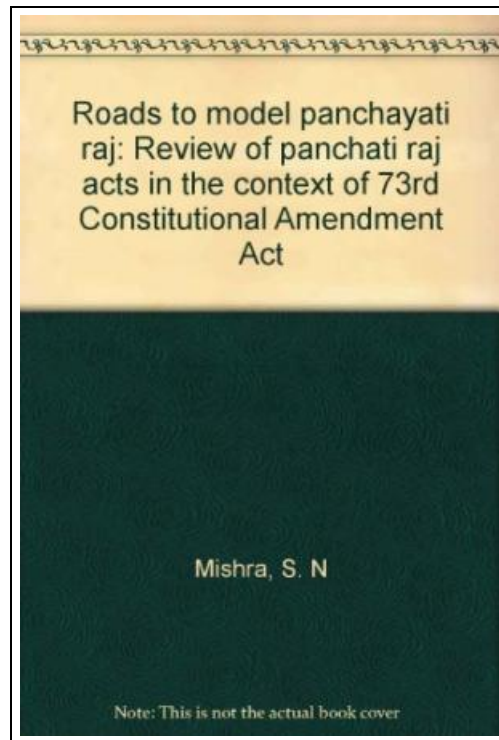 Roads to model panchayati
raj: Review of panchati raj
acts in the context of 73rd
Constitutional Amendment
Act
Mishra, S. N
Note: This is not the actual book cover